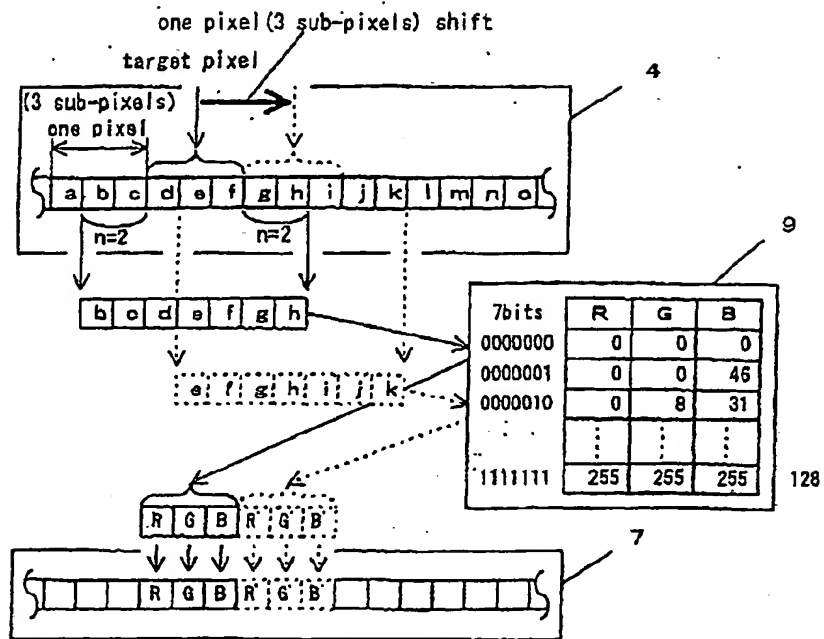 one pixel(3 sub-pixels) shift
target pixel
4
(3 sub-pixels)
one pixel
a b c d e f g h i j k l m n o
n=2 n=2
9
b c d e f g h
7bits R G B
0000000 0 0 0
0000001 0 0 46
e f g h i j k
0000010 0 8 31
1111111 255 255 255 128
R G B R' G' B'
7
R G B R' G' B'